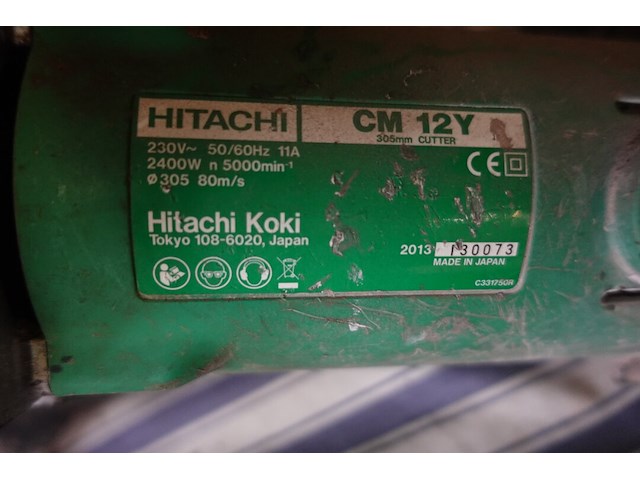 HITACHI
CM 12Y
305mm CUTTER
230V~ 50/60Hz 11A
2400W n 5000min⁻¹
Ø305 80m/s
CE
Hitachi Koki
Tokyo 108-6020, Japan
2013 130073
MADE IN JAPAN
C331750R